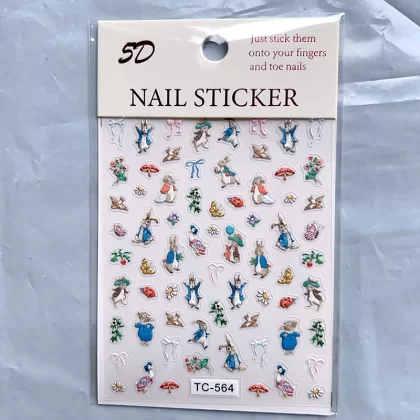 5D
Just stick them
onto your fingers
and toe nails
NAIL STICKER
TC-564